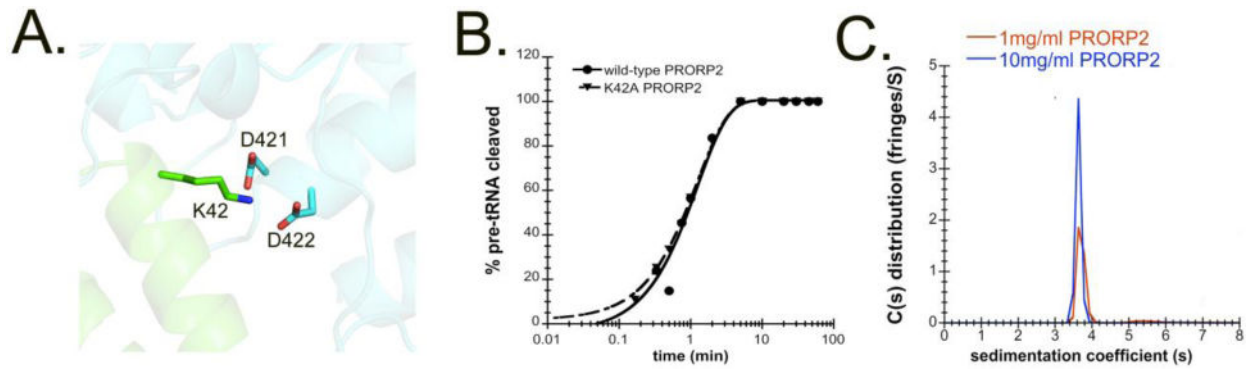 A.
D421
K42
D422
B.
120
100
80
60
40
20
0
% pre-tRNA cleaved
wild-type PRORP2
K42A PRORP2
0.01
0.1
1
10
100
time (min)
C.
1mg/ml PRORP2
10mg/ml PRORP2
5
4
3
2
1
0
C(s) distribution (fringes/S)
0
1
2
3
4
5
6
7
8
sedimentation coefficient (s)